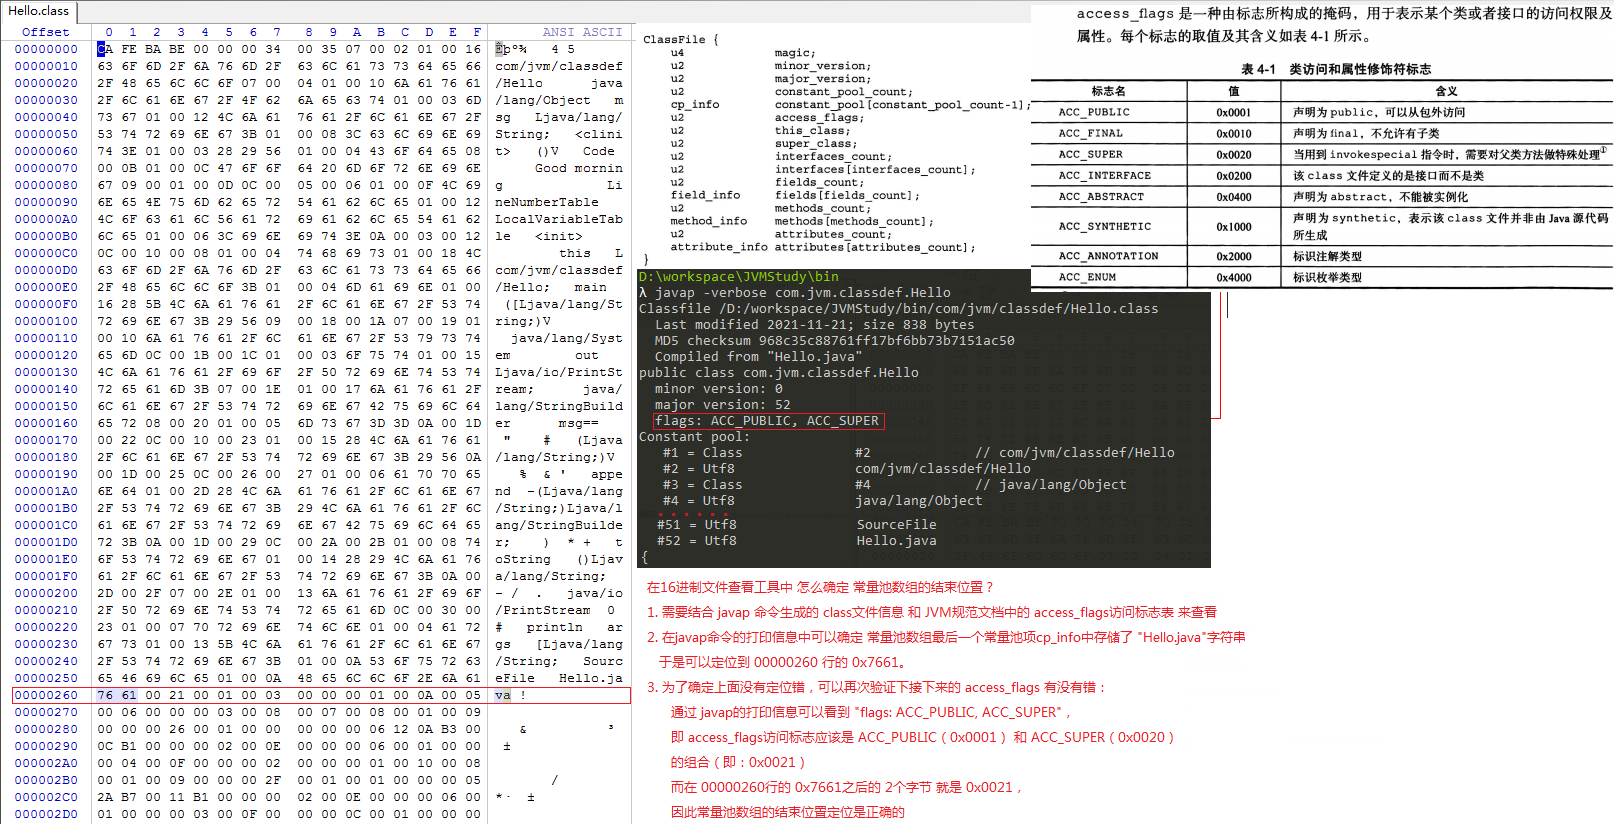 Hello.class
Offset 0 1 2 3 4 5 6 7 8 9 A B C D E F ANSI ASCII
00000000 CA FE BA BE 00 00 00 34 00 35 07 00 02 01 00 16 Êþº¾ 4 5
00000010 63 6F 6D 2F 6A 76 6D 2F 63 6C 61 73 73 64 65 66 com/jvm/classdef
00000020 2F 48 65 6C 6C 6F 07 00 04 01 00 10 6A 61 76 61 /Hello java
00000030 2F 6C 61 6E 67 2F 4F 62 6A 65 63 74 01 00 03 6D /lang/Object m
00000040 73 67 01 00 12 4C 6A 61 76 61 2F 6C 61 6E 67 2F sg Ljava/lang/
00000050 53 74 72 69 6E 67 3B 01 00 08 3C 63 6C 69 6E 69 String; <clini
00000060 74 3E 01 00 03 28 29 56 01 00 04 43 6F 64 65 08 t> ()V Code
00000070 00 0B 01 00 0C 47 6F 6F 64 20 6D 6F 72 6E 69 6E Good mornin
00000080 67 09 00 01 00 0D 0C 00 05 00 06 01 00 0F 4C 69 g Li
00000090 6E 65 4E 75 6D 62 65 72 54 61 62 6C 65 01 00 12 neNumberTable
000000A0 4C 6F 63 61 6C 56 61 72 69 61 62 6C 65 54 61 62 LocalVariableTab
000000B0 6C 65 01 00 06 3C 69 6E 69 74 3E 0A 00 03 00 12 le <init>
000000C0 0C 00 10 00 08 01 00 04 74 68 69 73 01 00 18 4C this L
000000D0 63 6F 6D 2F 6A 76 6D 2F 63 6C 61 73 73 64 65 66 com/jvm/classdef
000000E0 2F 48 65 6C 6C 6F 3B 01 00 04 6D 61 69 6E 01 00 /Hello; main
000000F0 16 28 5B 4C 6A 61 76 61 2F 6C 61 6E 67 2F 53 74 ([Ljava/lang/St
00000100 72 69 6E 67 3B 29 56 09 00 18 00 1A 07 00 19 01 ring;)V
00000110 00 10 6A 61 76 61 2F 6C 61 6E 67 2F 53 79 73 74 java/lang/Syst
00000120 65 6D 0C 00 1B 00 1C 01 00 03 6F 75 74 01 00 15 em out
00000130 4C 6A 61 76 61 2F 69 6F 2F 50 72 69 6E 74 53 74 Ljava/io/PrintSt
00000140 72 65 61 6D 3B 07 00 1E 01 00 17 6A 61 76 61 2F ream; java/
00000150 6C 61 6E 67 2F 53 74 72 69 6E 67 42 75 69 6C 64 lang/StringBuild
00000160 65 72 08 00 20 01 00 05 6D 73 67 3D 3D 0A 00 1D er msg==
00000170 00 22 0C 00 10 00 23 01 00 15 28 4C 6A 61 76 61 " # (Ljava
00000180 2F 6C 61 6E 67 2F 53 74 72 69 6E 67 3B 29 56 0A /lang/String;)V
00000190 00 1D 00 25 0C 00 26 00 27 01 00 06 61 70 70 65 % & ' appe
000001A0 6E 64 01 00 2D 28 4C 6A 61 76 61 2F 6C 61 6E 67 nd -(Ljava/lang
000001B0 2F 53 74 72 69 6E 67 3B 29 4C 6A 61 76 61 2F 6C /String;)Ljava/l
000001C0 61 6E 67 2F 53 74 72 69 6E 67 42 75 69 6C 64 65 ang/StringBuilde
000001D0 72 3B 0A 00 1D 00 29 0C 00 2A 00 2B 01 00 08 74 r; ) * + t
000001E0 6F 53 74 72 69 6E 67 01 00 14 28 29 4C 6A 61 76 oString ()Ljav
000001F0 61 2F 6C 61 6E 67 2F 53 74 72 69 6E 67 3B 0A 00 a/lang/String;
00000200 2D 00 2F 07 00 2E 01 00 13 6A 61 76 61 2F 69 6F - / . java/io
00000210 2F 50 72 69 6E 74 53 74 72 65 61 6D 0C 00 30 00 /PrintStream 0
00000220 23 01 00 07 70 72 69 6E 74 6C 6E 01 00 04 61 72 # println ar
00000230 67 73 01 00 13 5B 4C 6A 61 76 61 2F 6C 61 6E 67 gs [Ljava/lang
00000240 2F 53 74 72 69 6E 67 3B 01 00 0A 53 6F 75 72 63 /String; Sourc
00000250 65 46 69 6C 65 01 00 0A 48 65 6C 6C 6F 2E 6A 61 eFile Hello.ja
00000260 76 61 00 21 00 01 00 03 00 00 00 01 00 0A 00 05 va !
00000270 00 06 00 00 00 03 00 08 00 07 00 08 00 01 00 09
00000280 00 00 00 26 00 01 00 00 00 00 00 06 12 0A B3 00 & ³
00000290 0C B1 00 00 00 02 00 0E 00 00 00 06 00 01 00 00 ±
000002A0 00 04 00 0F 00 00 00 02 00 00 00 01 00 10 00 08
000002B0 00 01 00 09 00 00 00 2F 00 01 00 01 00 00 00 05 /
000002C0 2A B7 00 11 B1 00 00 00 02 00 0E 00 00 00 06 00 *· ±
000002D0 01 00 00 00 03 00 0F 00 00 00 0C 00 01 00 00 00
ClassFile {
u4 magic;
u2 minor_version;
u2 major_version;
u2 constant_pool_count;
cp_info constant_pool[constant_pool_count-1];
u2 access_flags;
u2 this_class;
u2 super_class;
u2 interfaces_count;
u2 interfaces[interfaces_count];
u2 fields_count;
field_info fields[fields_count];
u2 methods_count;
method_info methods[methods_count];
u2 attributes_count;
attribute_info attributes[attributes_count];
}
access_flags 是一种由标志所构成的掩码，用于表示某个类或者接口的访问权限及
属性。每个标志的取值及其含义如表 4-1 所示。
表 4-1 类访问和属性修饰符标志
标志名 值 含义
ACC_PUBLIC 0x0001 声明为 public，可以从包外访问
ACC_FINAL 0x0010 声明为 final，不允许有子类
ACC_SUPER 0x0020 当用到 invokespecial 指令时，需要对父类方法做特殊处理①
ACC_INTERFACE 0x0200 该 class 文件定义的是接口而不是类
ACC_ABSTRACT 0x0400 声明为 abstract，不能被实例化
ACC_SYNTHETIC 0x1000 声明为 synthetic，表示该 class 文件并非由 Java 源代码
所生成
ACC_ANNOTATION 0x2000 标识注解类型
ACC_ENUM 0x4000 标识枚举类型
D:\workspace\JVMStudy\bin
λ javap -verbose com.jvm.classdef.Hello
Classfile /D:/workspace/JVMStudy/bin/com/jvm/classdef/Hello.class
Last modified 2021-11-21; size 838 bytes
MD5 checksum 968c35c88761ff17bf6bb73b7151ac50
Compiled from "Hello.java"
public class com.jvm.classdef.Hello
minor version: 0
major version: 52
flags: ACC_PUBLIC, ACC_SUPER
Constant pool:
#1 = Class #2 // com/jvm/classdef/Hello
#2 = Utf8 com/jvm/classdef/Hello
#3 = Class #4 // java/lang/Object
#4 = Utf8 java/lang/Object
......
#51 = Utf8 SourceFile
#52 = Utf8 Hello.java
{
在16进制文件查看工具中 怎么确定 常量池数组的结束位置？
1. 需要结合 javap 命令生成的 class文件信息 和 JVM规范文档中的 access_flags访问标志表 来查看
2. 在javap命令的打印信息中可以确定 常量池数组最后一个常量池项cp_info中存储了 "Hello.java"字符串
于是可以定位到 00000260 行的 0x7661。
3. 为了确定上面没有定位错，可以再次验证下接下来的 access_flags 有没有错：
通过 javap的打印信息可以看到 "flags: ACC_PUBLIC, ACC_SUPER"，
即 access_flags访问标志应该是 ACC_PUBLIC（0x0001） 和 ACC_SUPER（0x0020）
的组合（即：0x0021）
而在 00000260行的 0x7661之后的 2个字节 就是 0x0021，
因此常量池数组的结束位置定位是正确的